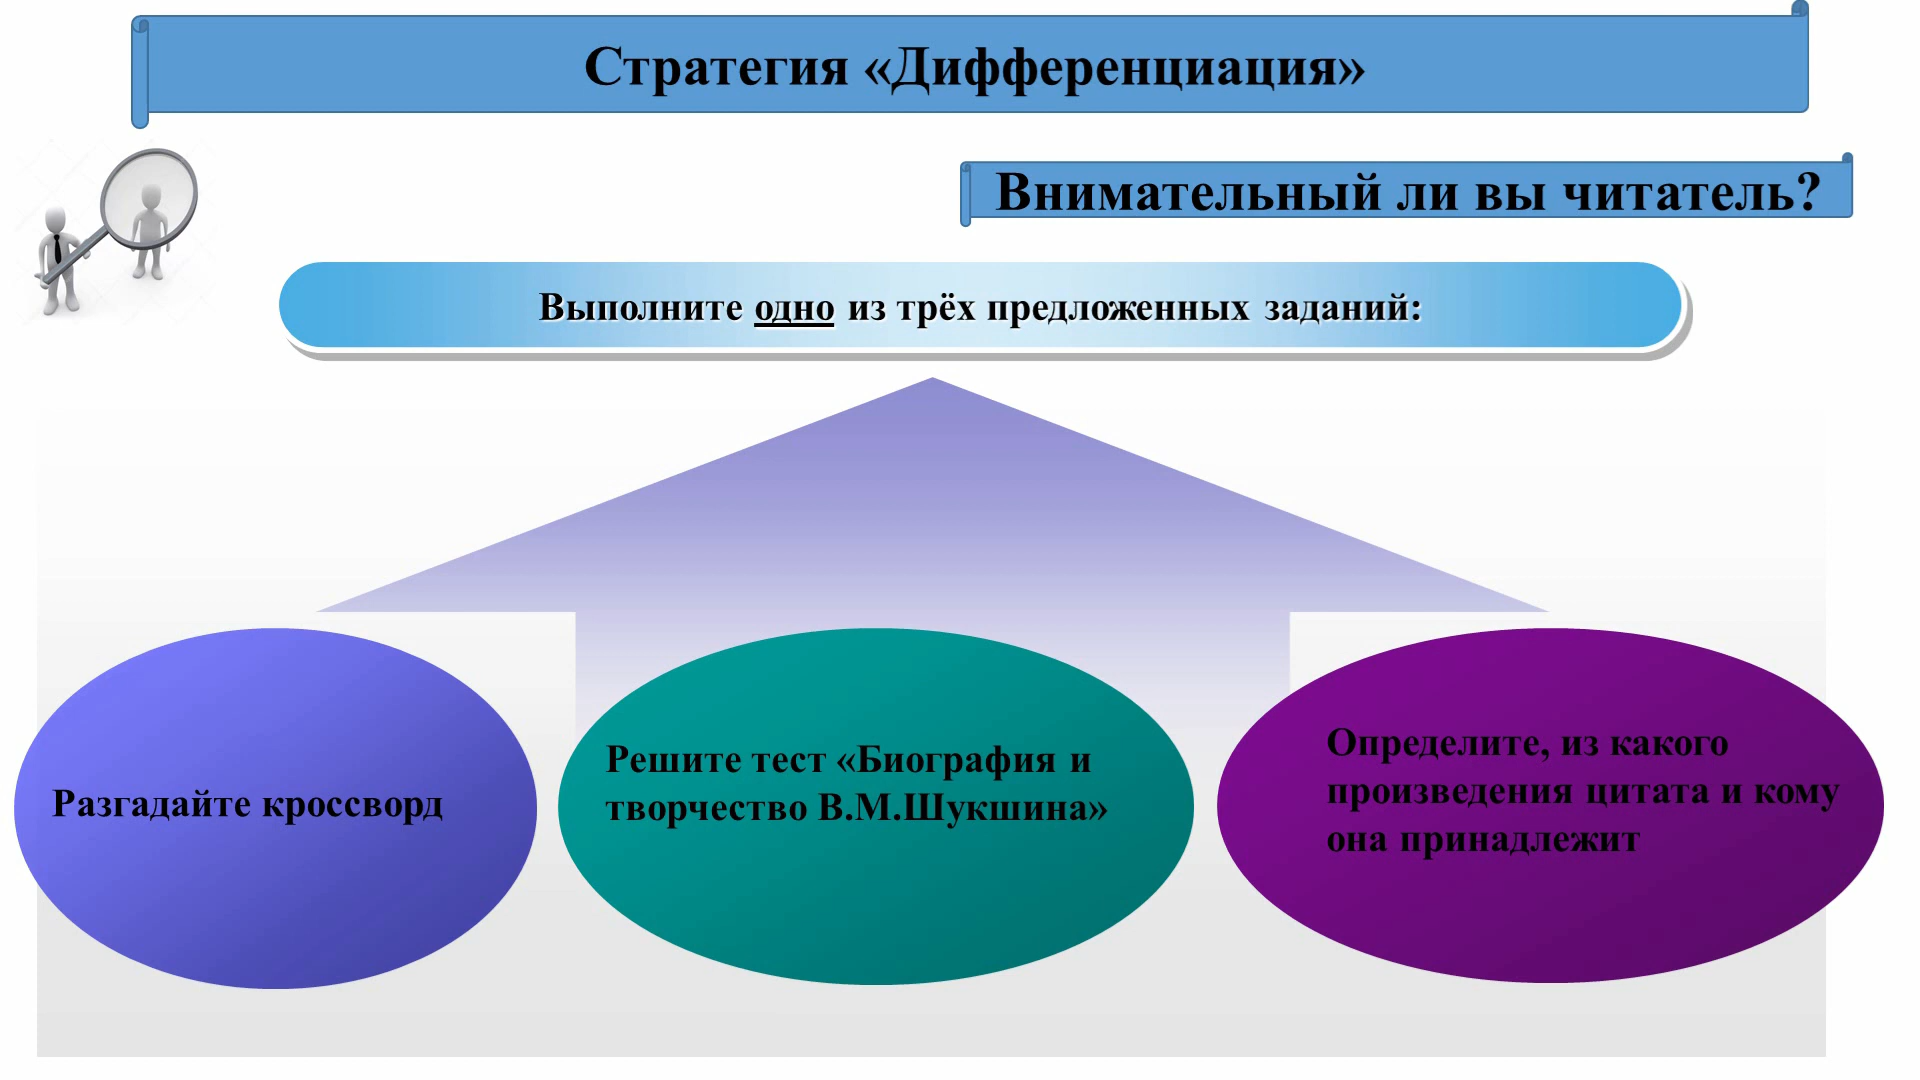 Стратегия «Дифференциация»
Внимательный ли вы читатель?
Выполните одно из трёх предложенных заданий:
Разгадайте кроссворд
Решите тест «Биография и
творчество В.М.Шукшина»
Определите, из какого
произведения цитата и кому
она принадлежит